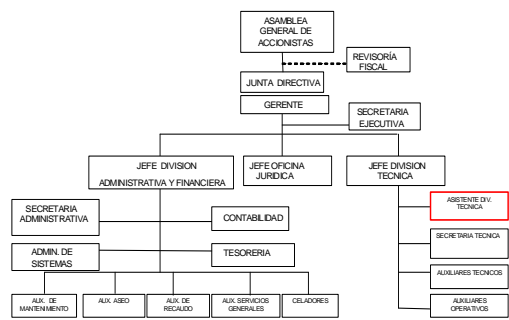 ASAMBLEA
GENERAL DE
ACCIONISTAS
REVISORÍA
FISCAL
JUNTA DIRECTIVA
GERENTE
SECRETARIA
EJECUTIVA
JEFE DIVISION
ADMINISTRATIVA Y FINANCIERA
JEFE OFICINA
JURIDICA
JEFE DIVISION
TECNICA
SECRETARIA
ADMINISTRATIVA
CONTABILIDAD
ADMIN. DE
SISTEMAS
TESORERIA
ASISTENTE DIV.
TECNICA
SECRETARIA TECNICA
AUXILIARES TECNICOS
AUXILIARES
OPERATIVOS
AUX. DE
MANTENIMIENTO
AUX. ASEO
AUX. DE
RECAUDO
AUX. SERVICIOS
GENERALES
CELADORES